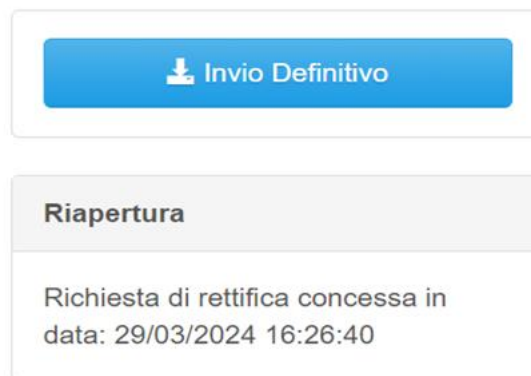 Invio Definitivo
Riapertura
Richiesta di rettifica concessa in
data: 29/03/2024 16:26:40